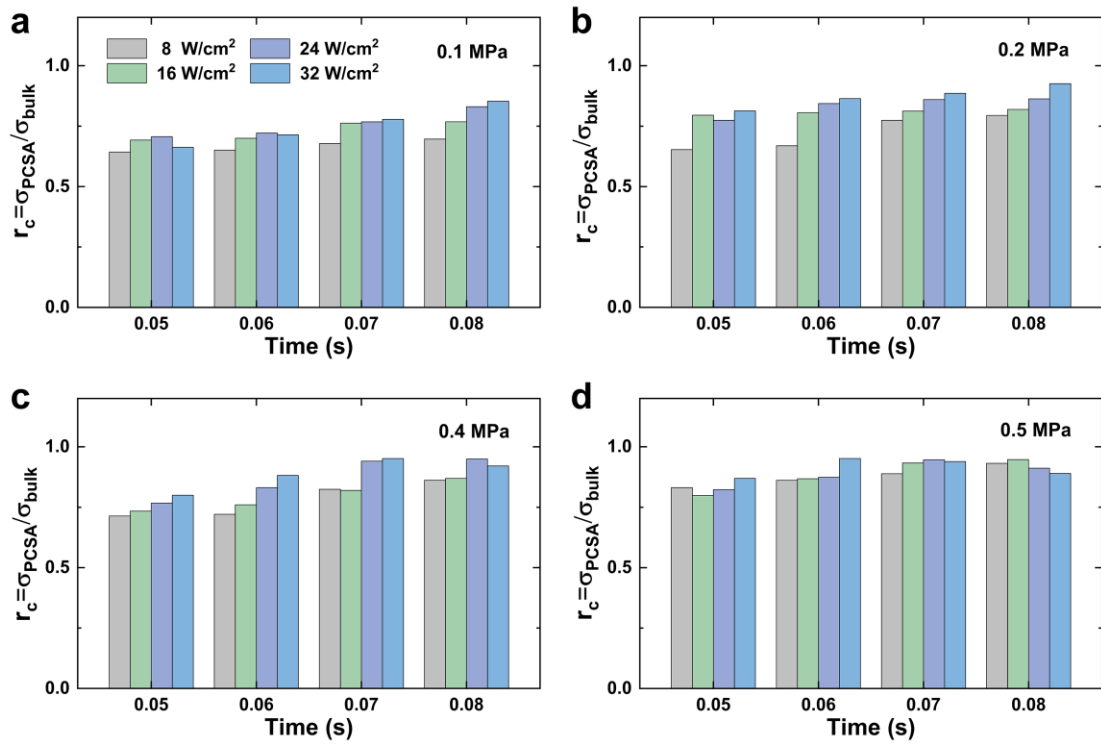 a
8 W/cm²
24 W/cm²
16 W/cm²
32 W/cm²
0.1 MPa
1.0
0.5
0.0
r_c=σ_PCSA/σ_bulk
0.05 0.06 0.07 0.08
Time (s)
b
0.2 MPa
1.0
0.5
0.0
r_c=σ_PCSA/σ_bulk
0.05 0.06 0.07 0.08
Time (s)
c
0.4 MPa
1.0
0.5
0.0
r_c=σ_PCSA/σ_bulk
0.05 0.06 0.07 0.08
Time (s)
d
0.5 MPa
1.0
0.5
0.0
r_c=σ_PCSA/σ_bulk
0.05 0.06 0.07 0.08
Time (s)